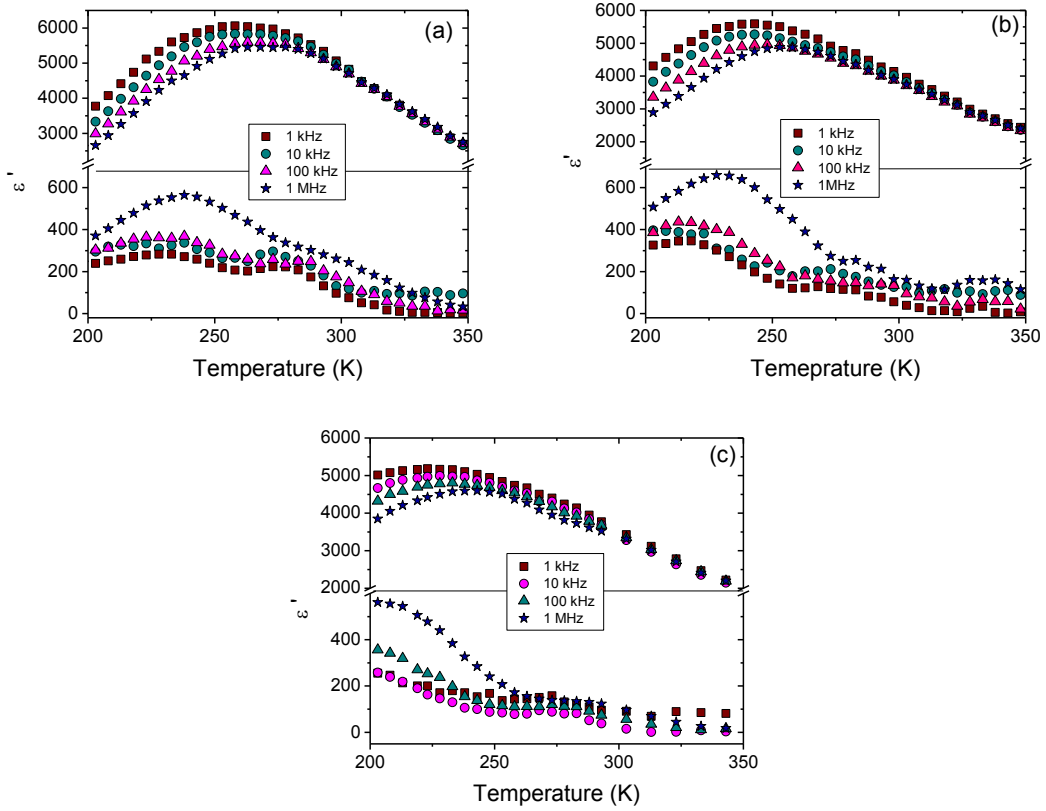 (a)
6000
5000
4000
3000
600
400
200
0
ε'
1 kHz
10 kHz
100 kHz
1 MHz
200 250 300 350
Temperature (K)
(b)
6000
5000
4000
3000
2000
600
400
200
0
ε'
1 kHz
10 kHz
100 kHz
1MHz
200 250 300 350
Temeprature (K)
(c)
6000
5000
4000
3000
2000
400
200
0
ε'
1 kHz
10 kHz
100 kHz
1 MHz
200 250 300 350
Temperature (K)